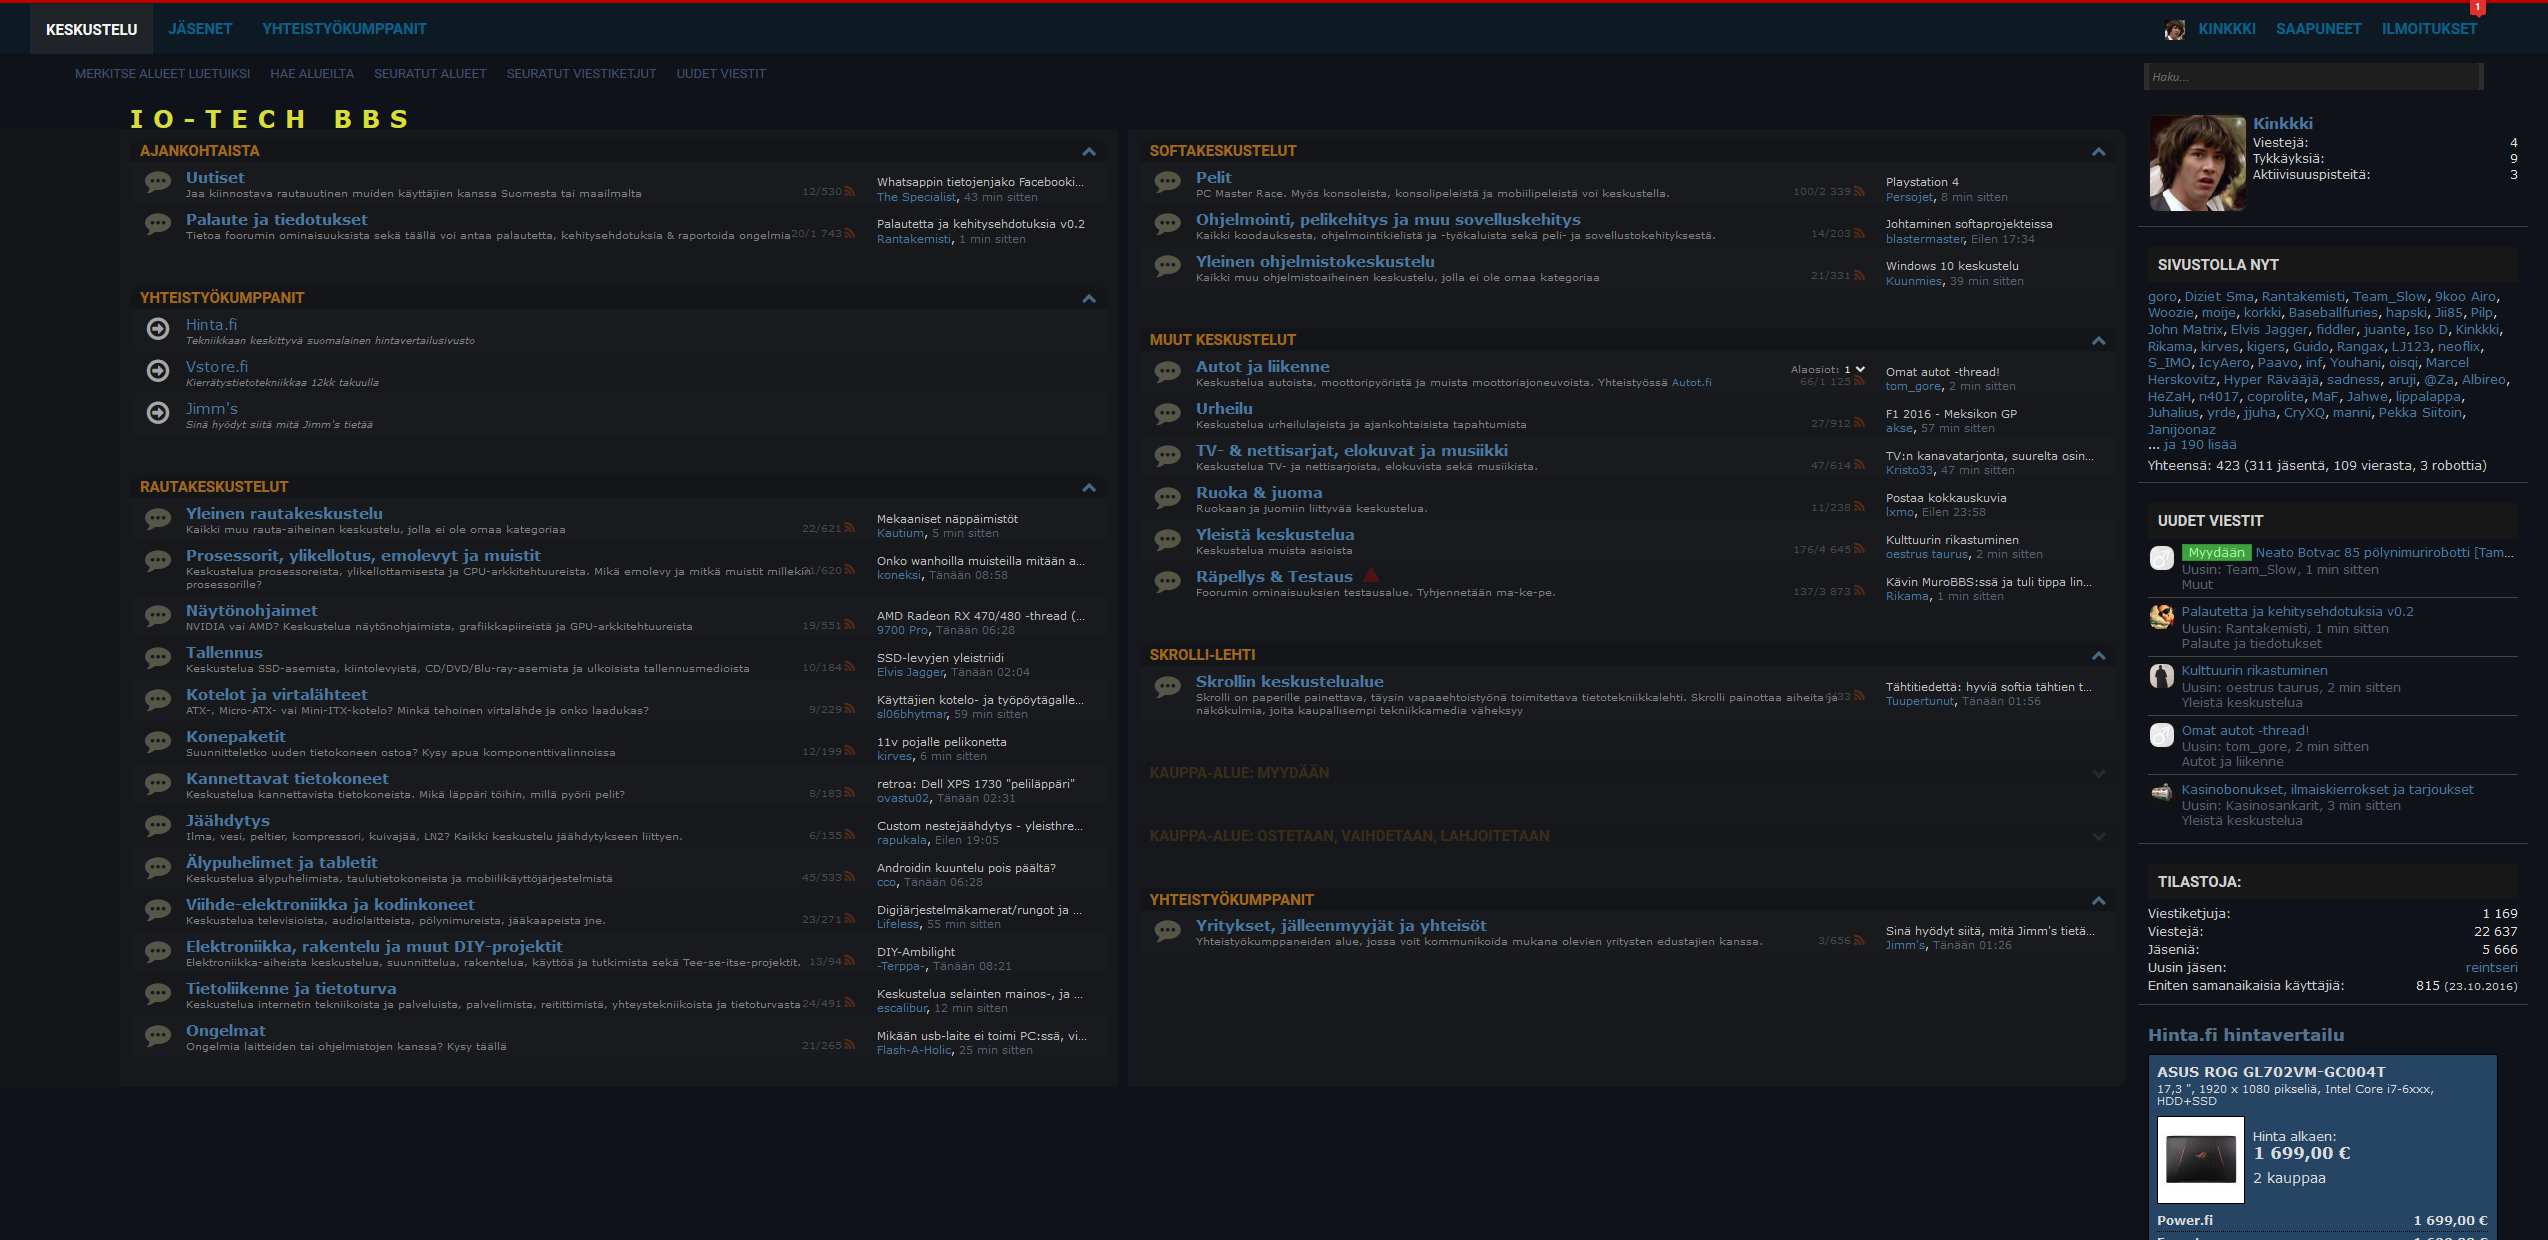 KESKUSTELU JÄSENET YHTEISTYÖKUMPPANIT KINKKKI SAAPUNEET ILMOITUKSET 1
MERKITSE ALUEET LUETUIKSI HAE ALUEILTA SEURATUT ALUEET SEURATUT VIESTIKETJUT UUDET VIESTIT
Haku...
IO-TECH BBS
AJANKOHTAISTA
Uutiset
Jaa kiinnostava rautauutinen muiden käyttäjien kanssa Suomesta tai maailmalta
12/530
Whatsappin tietojenjako Facebooki...
The Specialist, 43 min sitten
Palaute ja tiedotukset
Tietoa foorumin ominaisuuksista sekä täällä voi antaa palautetta, kehitysehdotuksia & raportoida ongelmia
20/1 743
Palautetta ja kehitysehdotuksia v0.2
Rantakemisti, 1 min sitten
YHTEISTYÖKUMPPANIT
Hinta.fi
Tekniikkaan keskittyvä suomalainen hintavertailusivusto
Vstore.fi
Kierrätystietotekniikkaa 12kk takuulla
Jimm's
Sinä hyödyt siitä mitä Jimm's tietää
RAUTAKESKUSTELUT
Yleinen rautakeskustelu
Kaikki muu rauta-aiheinen keskustelu, jolla ei ole omaa kategoriaa
22/621
Mekaaniset näppäimistöt
Kautium, 5 min sitten
Prosessorit, ylikellotus, emolevyt ja muistit
Keskustelua prosessoreista, ylikellottamisesta ja CPU-arkkitehtuureista. Mikä emolevy ja mitkä muistit millekin
prosessorille?
31/620
Onko wanhoilla muisteilla mitään a...
koneksi, Tänään 08:58
Näytönohjaimet
NVIDIA vai AMD? Keskustelua näytönohjaimista, grafiikkapiireistä ja GPU-arkkitehtuureista
19/551
AMD Radeon RX 470/480 -thread (...
9700 Pro, Tänään 06:28
Tallennus
Keskustelua SSD-asemista, kiintolevyistä, CD/DVD/Blu-ray-asemista ja ulkoisista tallennusmedioista
10/184
SSD-levyjen yleistriidi
Elvis Jagger, Tänään 02:04
Kotelot ja virtalähteet
ATX-, Micro-ATX- vai Mini-ITX-kotelo? Minkä tehoinen virtalähde ja onko laadukas?
9/229
Käyttäjien kotelo- ja työpöytägalle...
sl06bhytmar, 59 min sitten
Konepaketit
Suunnitteletko uuden tietokoneen ostoa? Kysy apua komponenttivalinnoissa
12/199
11v pojalle pelikonetta
kirves, 6 min sitten
Kannettavat tietokoneet
Keskustelua kannettavista tietokoneista. Mikä läppäri töihin, millä pyörii pelit?
8/183
retroa: Dell XPS 1730 "peliläppäri"
ovastu02, Tänään 02:31
Jäähdytys
Ilma, vesi, peltier, kompressori, kuivajää, LN2? Kaikki keskustelu jäähdytykseen liittyen.
6/155
Custom nestejäähdytys - yleisthre...
rapukala, Eilen 19:05
Älypuhelimet ja tabletit
Keskustelua älypuhelimista, taulutietokoneista ja mobiilikäyttöjärjestelmistä
45/533
Androidin kuuntelu pois päältä?
cco, Tänään 06:28
Viihde-elektroniikka ja kodinkoneet
Keskustelua televisioista, audiolaitteista, pölynimureista, jääkaapeista jne.
23/271
Digijärjestelmäkamerat/rungot ja ...
Lifeless, 55 min sitten
Elektroniikka, rakentelu ja muut DIY-projektit
Elektroniikka-aiheista keskustelua, suunnittelua, rakentelua, käyttöä ja tutkimista sekä Tee-se-itse-projektit.
13/94
DIY-Ambilight
-Terppa-, Tänään 08:21
Tietoliikenne ja tietoturva
Keskustelua internetin tekniikoista ja palveluista, palvelimista, reitittimistä, yhteystekniikoista ja tietoturvasta
24/491
Keskustelua selainten mainos-, ja ...
escalibur, 12 min sitten
Ongelmat
Ongelmia laitteiden tai ohjelmistojen kanssa? Kysy täällä
21/265
Mikään usb-laite ei toimi PC:ssä, vi...
Flash-A-Holic, 25 min sitten
SOFTAKESKUSTELUT
Pelit
PC Master Race. Myös konsoleista, konsolipeleistä ja mobiilipeleistä voi keskustella.
100/2 339
Playstation 4
Persojet, 8 min sitten
Ohjelmointi, pelikehitys ja muu sovelluskehitys
Kaikki koodauksesta, ohjelmointikielistä ja -työkaluista sekä peli- ja sovellustokehityksestä.
14/203
Johtaminen softaprojekteissa
blastermaster, Eilen 17:34
Yleinen ohjelmistokeskustelu
Kaikki muu ohjelmistoaiheinen keskustelu, jolla ei ole omaa kategoriaa
21/331
Windows 10 keskustelu
Kuunmies, 39 min sitten
MUUT KESKUSTELUT
Autot ja liikenne
Keskustelua autoista, moottoripyöristä ja muista moottoriajoneuvoista. Yhteistyössä Autot.fi
Alaosiot: 1
66/1 125
Omat autot -thread!
tom_gore, 2 min sitten
Urheilu
Keskustelua urheilulajeista ja ajankohtaisista tapahtumista
27/912
F1 2016 - Meksikon GP
akse, 57 min sitten
TV- & nettisarjat, elokuvat ja musiikki
Keskustelua TV- ja nettisarjoista, elokuvista sekä musiikista.
47/614
TV:n kanavatarjonta, suurelta osin...
Kristo33, 47 min sitten
Ruoka & juoma
Ruokaan ja juomiin liittyvää keskustelua.
11/238
Postaa kokkauskuvia
lxmo, Eilen 23:58
Yleistä keskustelua
Keskustelua muista asioista
176/4 645
Kulttuurin rikastuminen
oestrus taurus, 2 min sitten
Räpellys & Testaus
Foorumin ominaisuuksien testausalue. Tyhjennetään ma-ke-pe.
137/3 873
Kävin MuroBBS:ssä ja tuli tippa lin...
Rikama, 1 min sitten
SKROLLI-LEHTI
Skrollin keskustelualue
Skrolli on paperille painettava, täysin vapaaehtoistyönä toimitettava tietotekniikkalehti. Skrolli painottaa aiheita ja
näkökulmia, joita kaupallisempi tekniikkamedia väheksyy
Tähtitiedettä: hyviä softia tähtien t...
Tuupertunut, Tänään 01:56
KAUPPA-ALUE: MYYDÄÄN
KAUPPA-ALUE: OSTETAAN, VAIHDETAAN, LAHJOITETAAN
YHTEISTYÖKUMPPANIT
Yritykset, jälleenmyyjät ja yhteisöt
Yhteistyökumppaneiden alue, jossa voit kommunikoida mukana olevien yritysten edustajien kanssa.
3/656
Sinä hyödyt siitä, mitä Jimm's tietä...
Jimm's, Tänään 01:26
Kinkkki
Viestejä: 4
Tykkäyksiä: 9
Aktiivisuuspisteitä: 3
SIVUSTOLLA NYT
goro, Diziet Sma, Rantakemisti, Team_Slow, 9koo Airo,
Woozie, moije, korkki, Baseballfuries, hapski, Jii85, Pilp,
John Matrix, Elvis Jagger, fiddler, juante, Iso D, Kinkkki,
Rikama, kirves, kigers, Guido, Rangax, LJ123, neoflix,
S_IMO, IcyAero, Paavo, inf, Youhani, oisqi, Marcel
Herskovitz, Hyper Räväяjä, sadness, aruji, @Za, Albireo,
HeZaH, n4017, coprolite, MaF, Jahwe, lippalappa,
Juhalius, yrde, jjuha, CryXQ, manni, Pekka Siitoin,
Janijoonaz
... ja 190 lisää
Yhteensä: 423 (311 jäsentä, 109 vierasta, 3 robottia)
UUDET VIESTIT
Myydään Neato Botvac 85 pölynimurirobotti [Tam...
Uusin: Team_Slow, 1 min sitten
Muut
Palautetta ja kehitysehdotuksia v0.2
Uusin: Rantakemisti, 1 min sitten
Palaute ja tiedotukset
Kulttuurin rikastuminen
Uusin: oestrus taurus, 2 min sitten
Yleistä keskustelua
Omat autot -thread!
Uusin: tom_gore, 2 min sitten
Autot ja liikenne
Kasinobonukset, ilmaiskierrokset ja tarjoukset
Uusin: Kasinosankarit, 3 min sitten
Yleistä keskustelua
TILASTOJA:
Viestiketjuja: 1 169
Viestejä: 22 637
Jäseniä: 5 666
Uusin jäsen: reintseri
Eniten samanaikaisia käyttäjiä: 815 (23.10.2016)
Hinta.fi hintavertailu
ASUS ROG GL702VM-GC004T
17,3 ", 1920 x 1080 pikseliä, Intel Core i7-6xxx,
HDD+SSD
Hinta alkaen:
1 699,00 €
2 kauppaa
Power.fi 1 699,00 €